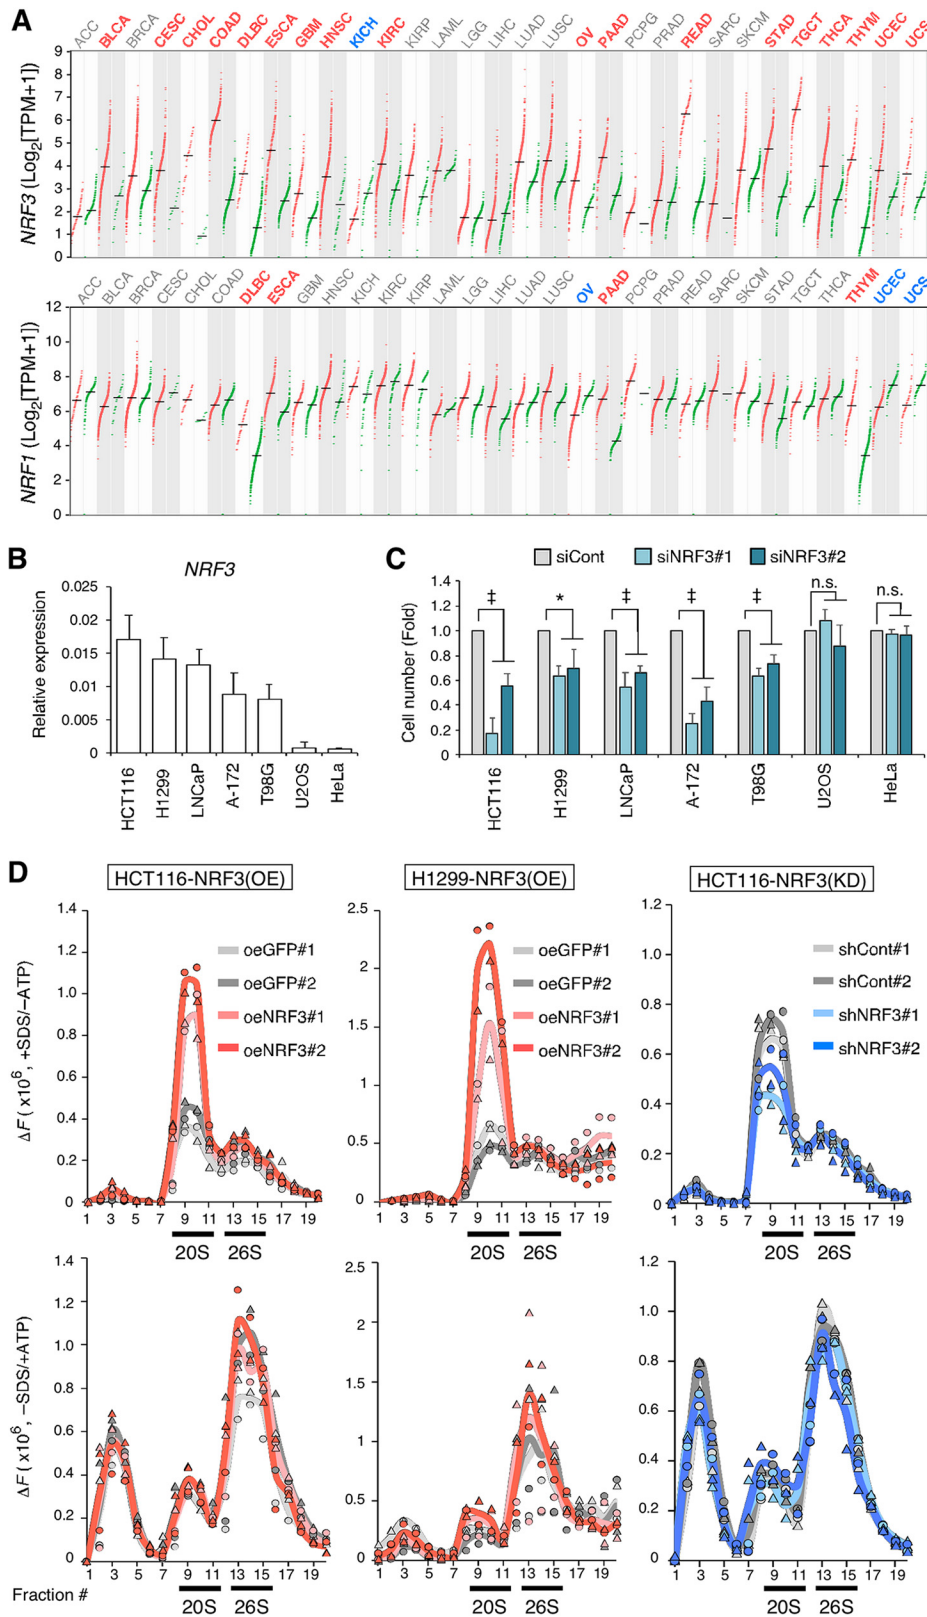 A
ACC BLCA BRCA CESC CHOL COAD DLBC ESCA GBM HNSC KICH KIRC KIRP LAML LGG LIHC LUAD LUSC OV PAAD PCPG PRAD READ SARC SKCM STAD TGCT THCA THYM UCEC UCS
NRF3 (Log2[TPM+1])
9
8
7
6
5
4
3
2
1
0
ACC BLCA BRCA CESC CHOL COAD DLBC ESCA GBM HNSC KICH KIRC KIRP LAML LGG LIHC LUAD LUSC OV PAAD PCPG PRAD READ SARC SKCM STAD TGCT THCA THYM UCEC UCS
NRF1 (Log2[TPM+1])
12
10
8
6
4
2
0
B
NRF3
Relative expression
0.025
0.02
0.015
0.01
0.005
0
HCT116 H1299 LNCaP A-172 T98G U2OS HeLa
C
siCont siNRF3#1 siNRF3#2
Cell number (Fold)
1.4
1.2
1.0
0.8
0.6
0.4
0.2
0
‡ * ‡ ‡ ‡ n.s. n.s.
HCT116 H1299 LNCaP A-172 T98G U2OS HeLa
D
HCT116-NRF3(OE)
ΔF ( x10⁶, +SDS/−ATP)
1.4
1.2
1.0
0.8
0.6
0.4
0.2
0
oeGFP#1
oeGFP#2
oeNRF3#1
oeNRF3#2
1 3 5 7 9 11 13 15 17 19
20S 26S
H1299-NRF3(OE)
2.5
2
1.5
1
0.5
0
oeGFP#1
oeGFP#2
oeNRF3#1
oeNRF3#2
1 3 5 7 9 11 13 15 17 19
20S 26S
HCT116-NRF3(KD)
1.2
1.0
0.8
0.6
0.4
0.2
0
shCont#1
shCont#2
shNRF3#1
shNRF3#2
1 3 5 7 9 11 13 15 17 19
20S 26S
ΔF ( x10⁶, −SDS/+ATP)
1.4
1.2
1.0
0.8
0.6
0.4
0.2
0
1 3 5 7 9 11 13 15 17 19
20S 26S
2.5
2
1.5
1
0.5
0
1 3 5 7 9 11 13 15 17 19
20S 26S
1.2
1.0
0.8
0.6
0.4
0.2
0
1 3 5 7 9 11 13 15 17 19
20S 26S
Fraction #